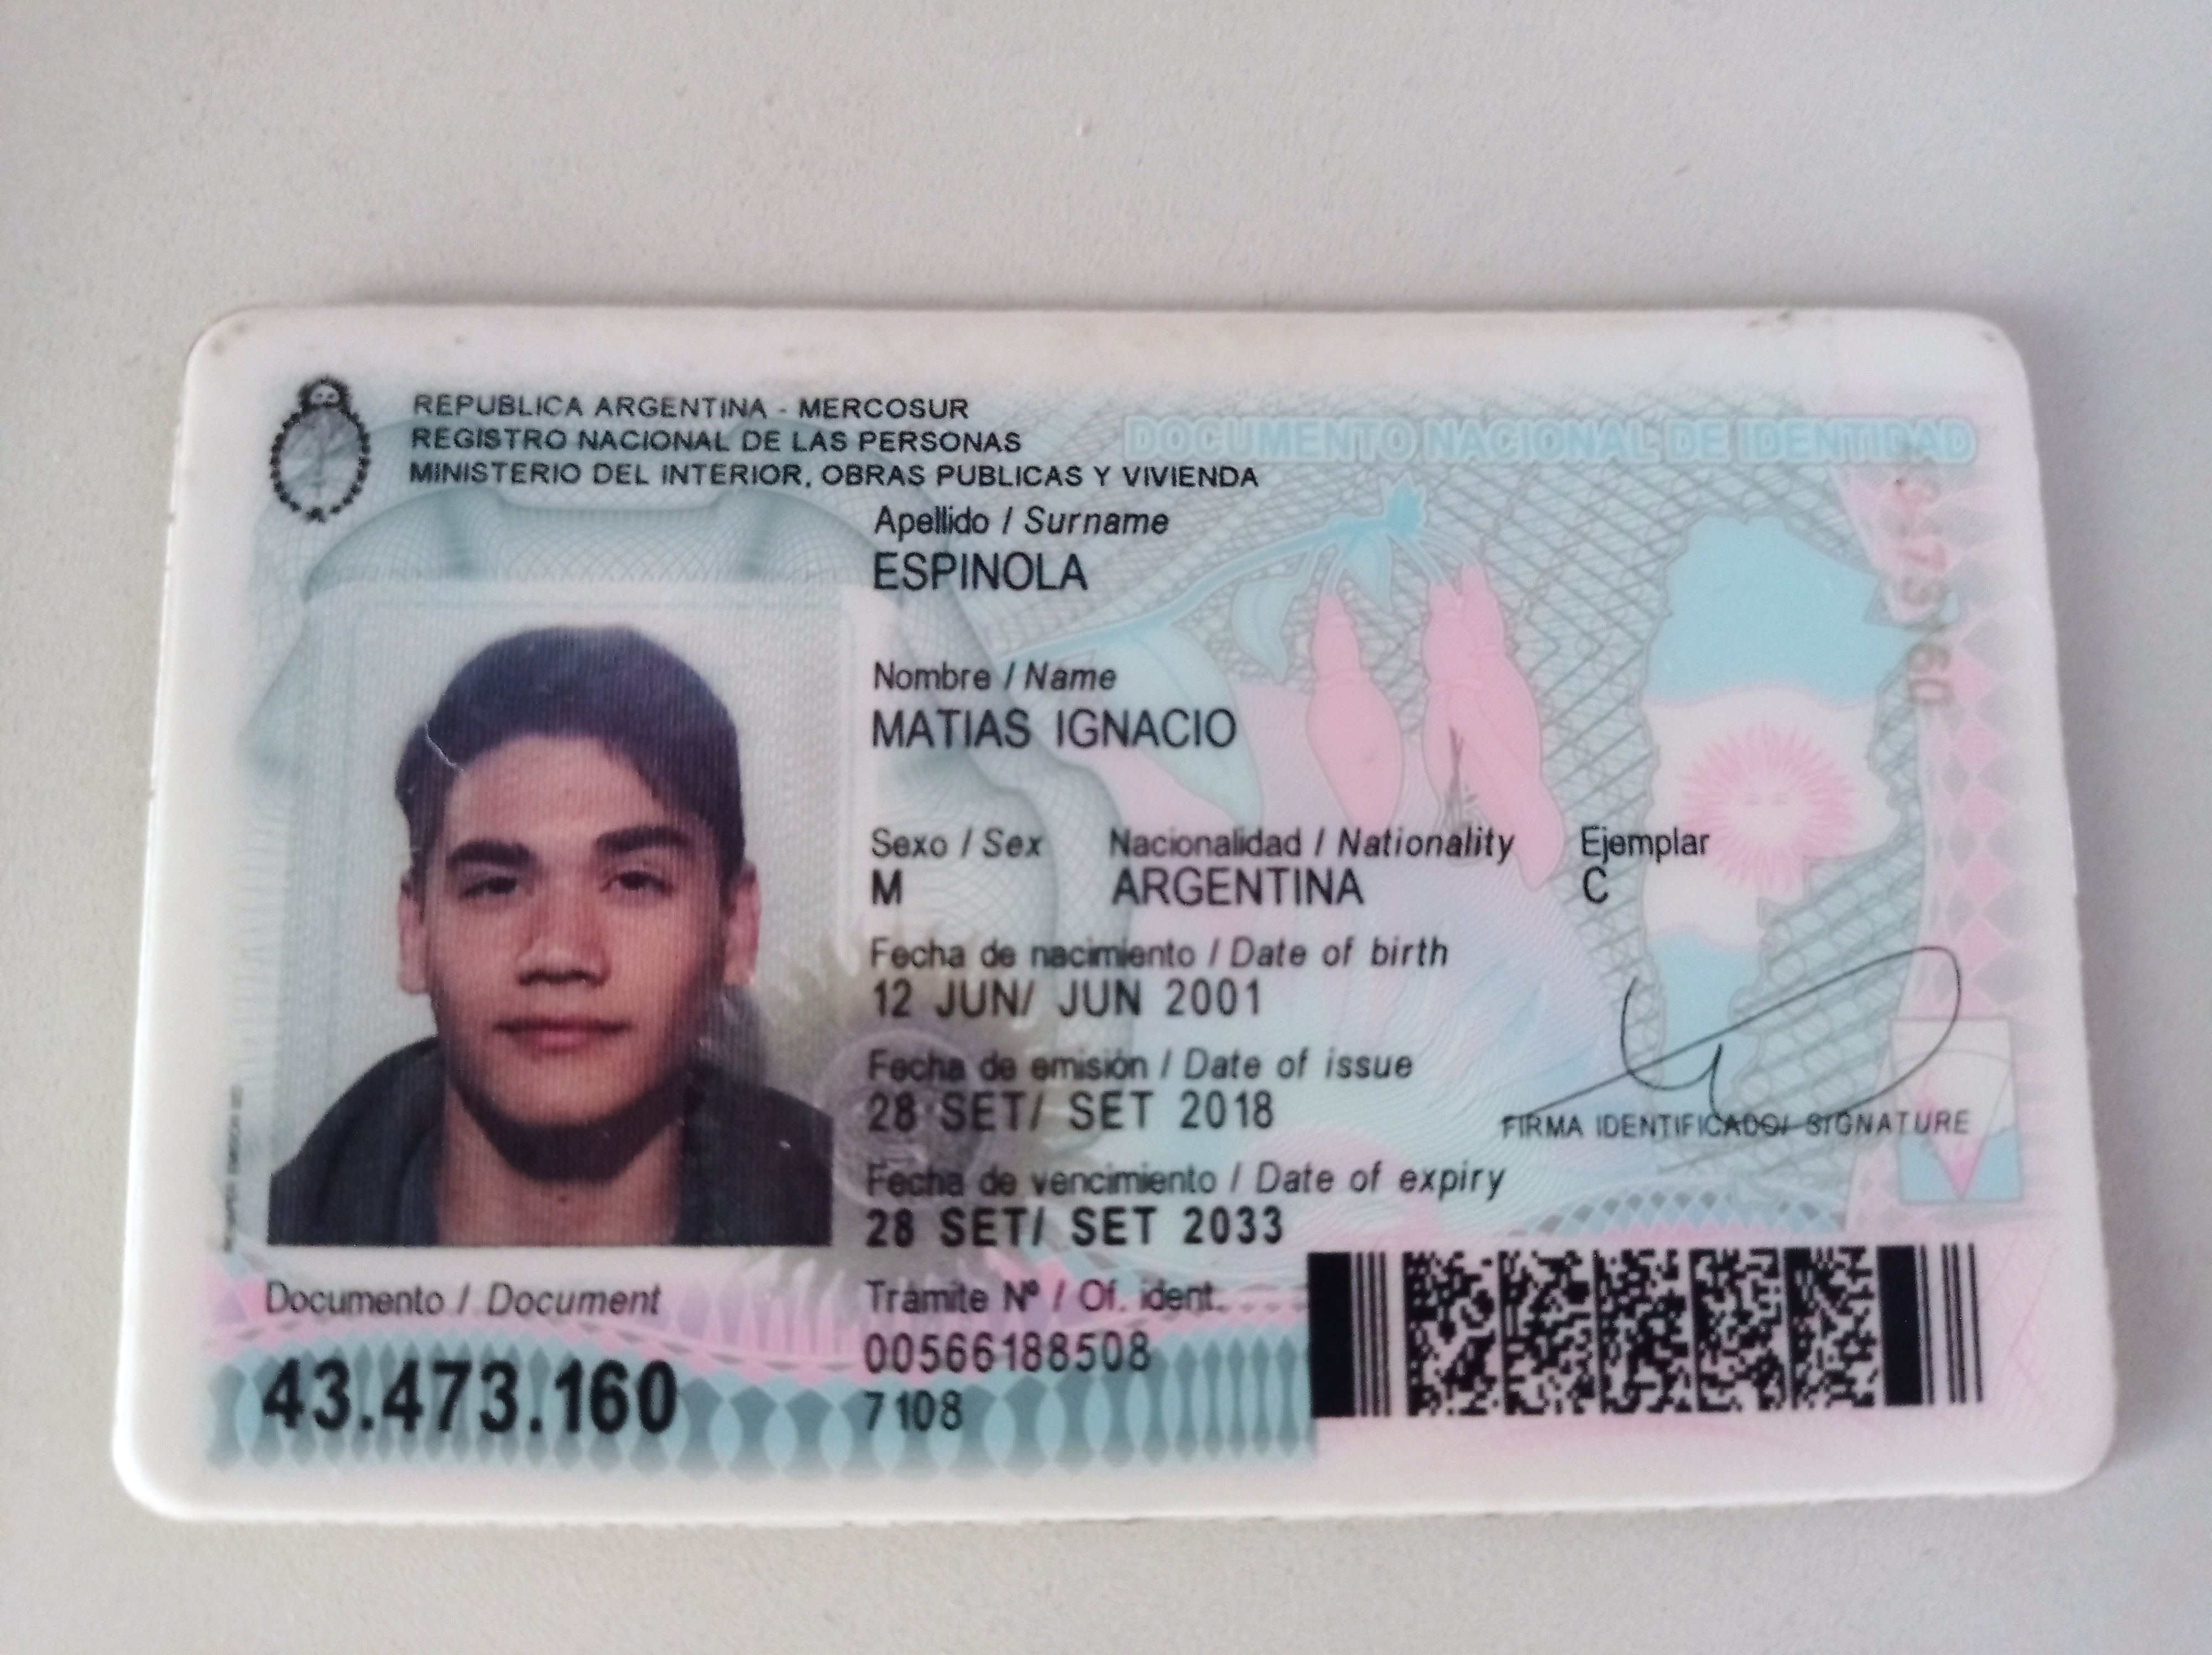 REPUBLICA ARGENTINA - MERCOSUR
REGISTRO NACIONAL DE LAS PERSONAS
MINISTERIO DEL INTERIOR, OBRAS PUBLICAS Y VIVIENDA
DOCUMENTO NACIONAL DE IDENTIDAD
Apellido / Surname
ESPINOLA
Nombre / Name
MATIAS IGNACIO
Sexo / Sex Nacionalidad / Nationality Ejemplar
M ARGENTINA C
Fecha de nacimiento / Date of birth
12 JUN/ JUN 2001
Fecha de emisión / Date of issue
28 SET/ SET 2018
FIRMA IDENTIFICADO/ SIGNATURE
Fecha de vencimiento / Date of expiry
28 SET/ SET 2033
Documento / Document
43.473.160
Trámite Nº / Of. ident.
00566188508
7108